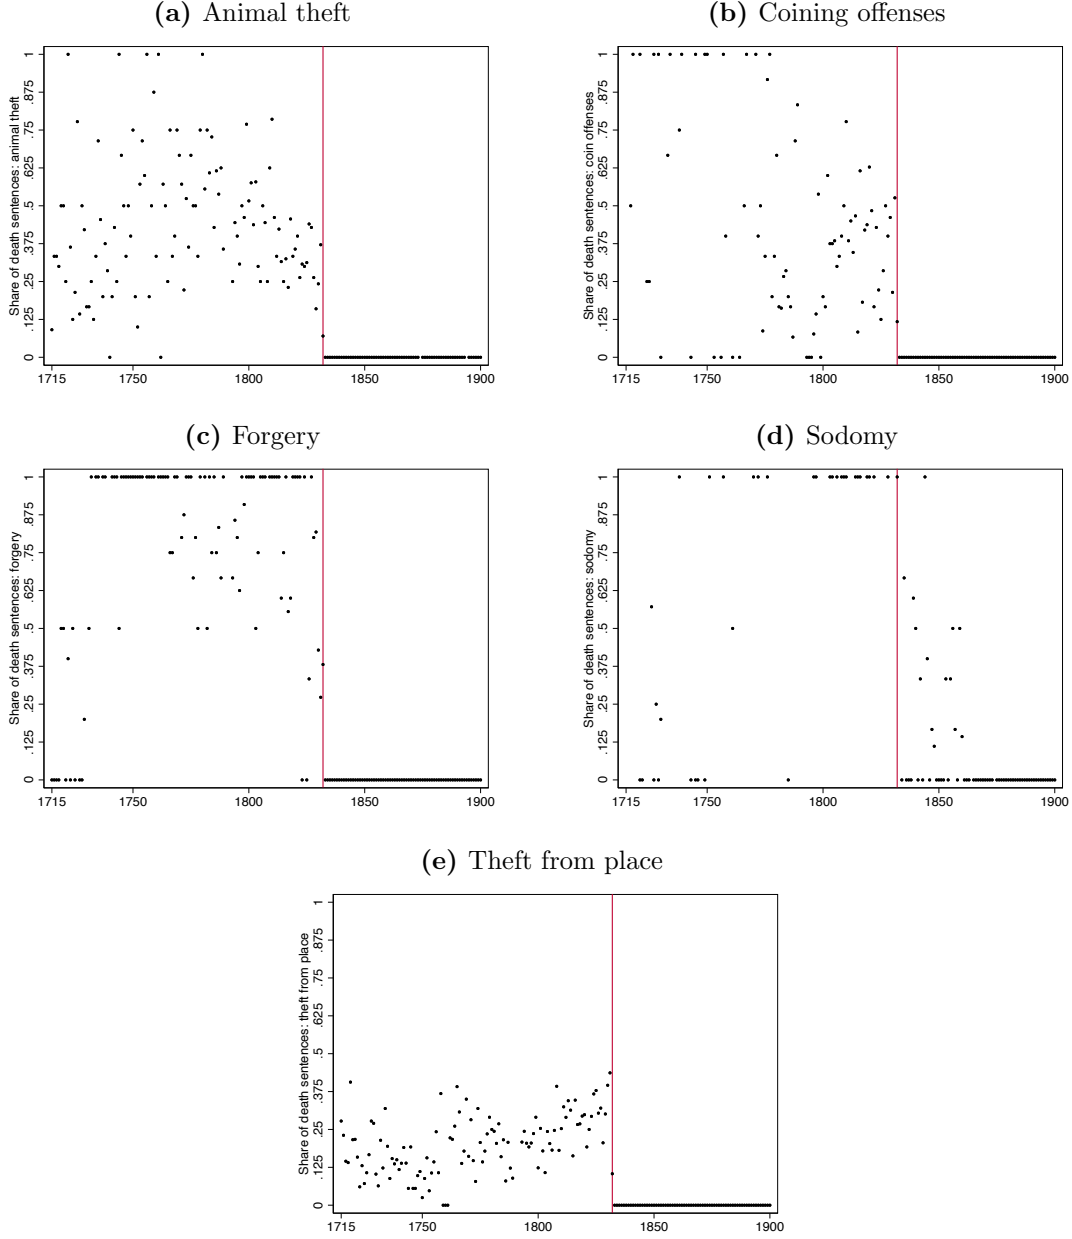 (a) Animal theft
(b) Coining offenses
Share of death sentences: animal theft
0 .125 .25 .375 .5 .625 .75 .875 1
1715 1750 1800 1850 1900
Share of death sentences: coin offenses
0 .125 .25 .375 .5 .625 .75 .875 1
1715 1750 1800 1850 1900
(c) Forgery
(d) Sodomy
Share of death sentences: forgery
0 .125 .25 .375 .5 .625 .75 .875 1
1715 1750 1800 1850 1900
Share of death sentences: sodomy
0 .125 .25 .375 .5 .625 .75 .875 1
1715 1750 1800 1850 1900
(e) Theft from place
Share of death sentences: theft from place
0 .125 .25 .375 .5 .625 .75 .875 1
1715 1750 1800 1850 1900